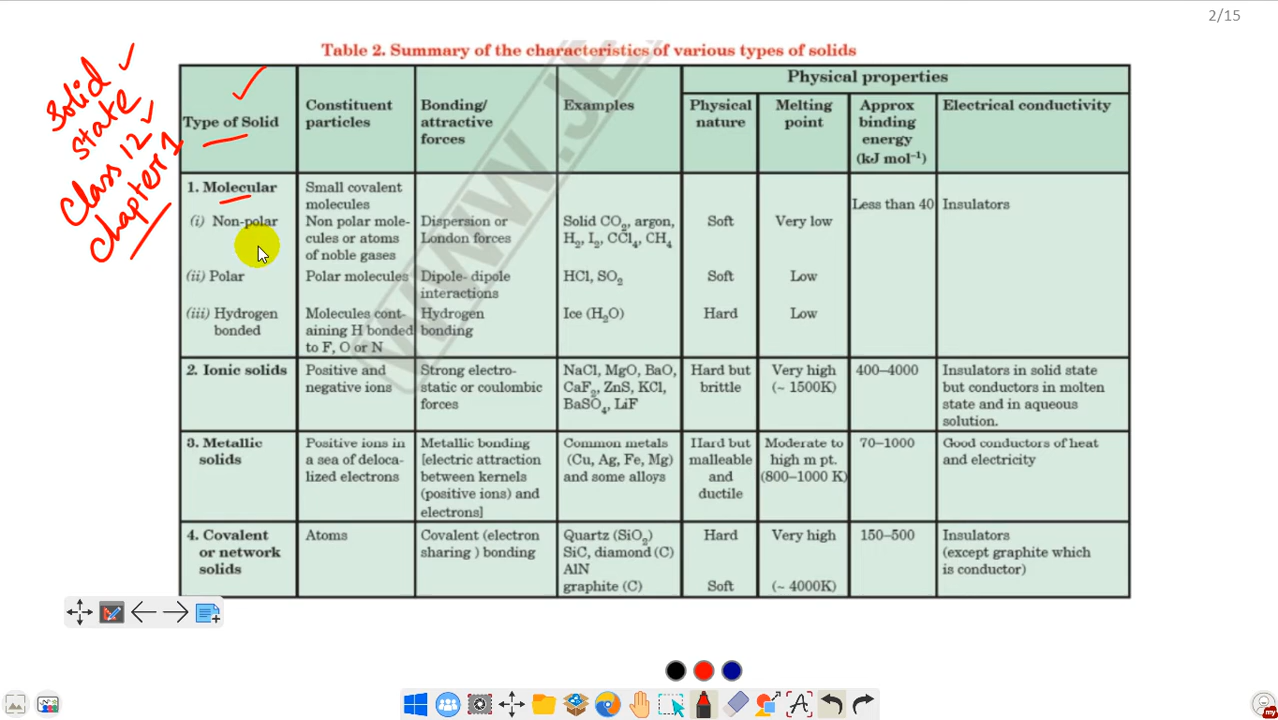 2/15
Solid
State
Class 12
Chapter 1
Table 2. Summary of the characteristics of various types of solids
Type of Solid
Constituent
particles
Bonding/
attractive
forces
Examples
Physical properties
Physical
nature
Melting
point
Approx
binding
energy
(kJ mol⁻¹)
Electrical conductivity
1. Molecular
Small covalent
molecules
Less than 40
Insulators
(i) Non-polar
Non polar mole-
cules or atoms
of noble gases
Dispersion or
London forces
Solid CO₂, argon,
H₂, I₂, CCl₄, CH₄
Soft
Very low
(ii) Polar
Polar molecules
Dipole- dipole
interactions
HCl, SO₂
Soft
Low
(iii) Hydrogen
bonded
Molecules cont-
aining H bonded
to F, O or N
Hydrogen
bonding
Ice (H₂O)
Hard
Low
2. Ionic solids
Positive and
negative ions
Strong electro-
static or coulombic
forces
NaCl, MgO, BaO,
CaF₂, ZnS, KCl,
BaSO₄, LiF
Hard but
brittle
Very high
(~ 1500K)
400–4000
Insulators in solid state
but conductors in molten
state and in aqueous
solution.
3. Metallic
solids
Positive ions in
a sea of deloca-
lized electrons
Metallic bonding
[electric attraction
between kernels
(positive ions) and
electrons]
Common metals
(Cu, Ag, Fe, Mg)
and some alloys
Hard but
malleable
and
ductile
Moderate to
high m pt.
(800–1000 K)
70–1000
Good conductors of heat
and electricity
4. Covalent
or network
solids
Atoms
Covalent (electron
sharing ) bonding
Quartz (SiO₂)
SiC, diamond (C)
AlN
graphite (C)
Hard
Soft
Very high
(~ 4000K)
150–500
Insulators
(except graphite which
is conductor)
WWW.JE
my